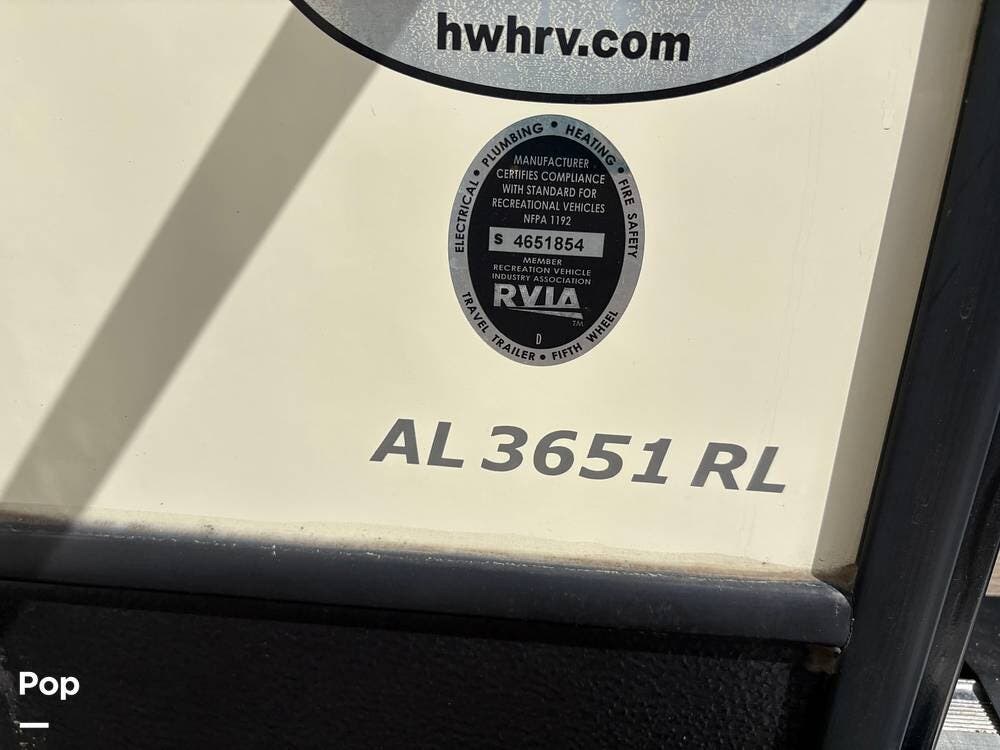 hwhrv.com
ELECTRICAL • PLUMBING • HEATING • FIRE SAFETY
MANUFACTURER
CERTIFIES COMPLIANCE
WITH STANDARD FOR
RECREATIONAL VEHICLES
NFPA 1192
S 4651854
MEMBER
RECREATION VEHICLE
INDUSTRY ASSOCIATION
RVIA
TM
D
TRAVEL TRAILER • FIFTH WHEEL
AL 3651 RL
Pop